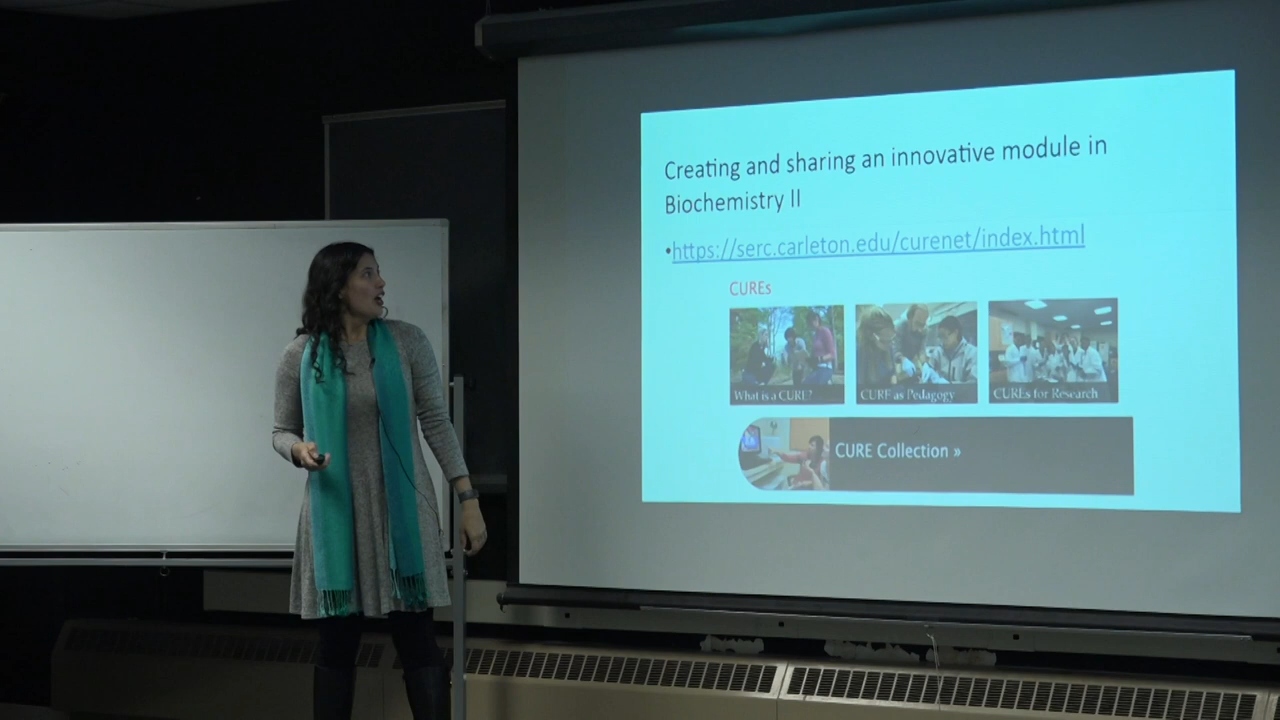 Creating and sharing an innovative module in
Biochemistry II
•https://serc.carleton.edu/curenet/index.html
CUREs
What is a CURE?
CURE as Pedagogy
CUREs for Research
CURE Collection »